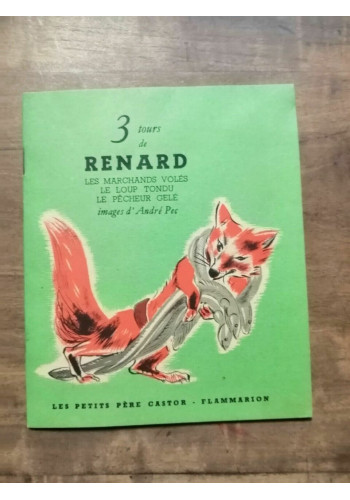 3 tours
de
RENARD
LES MARCHANDS VOLÉS
LE LOUP TONDU
LE PÊCHEUR GELÉ
images d'André Pec
LES PETITS PÈRE CASTOR - FLAMMARION